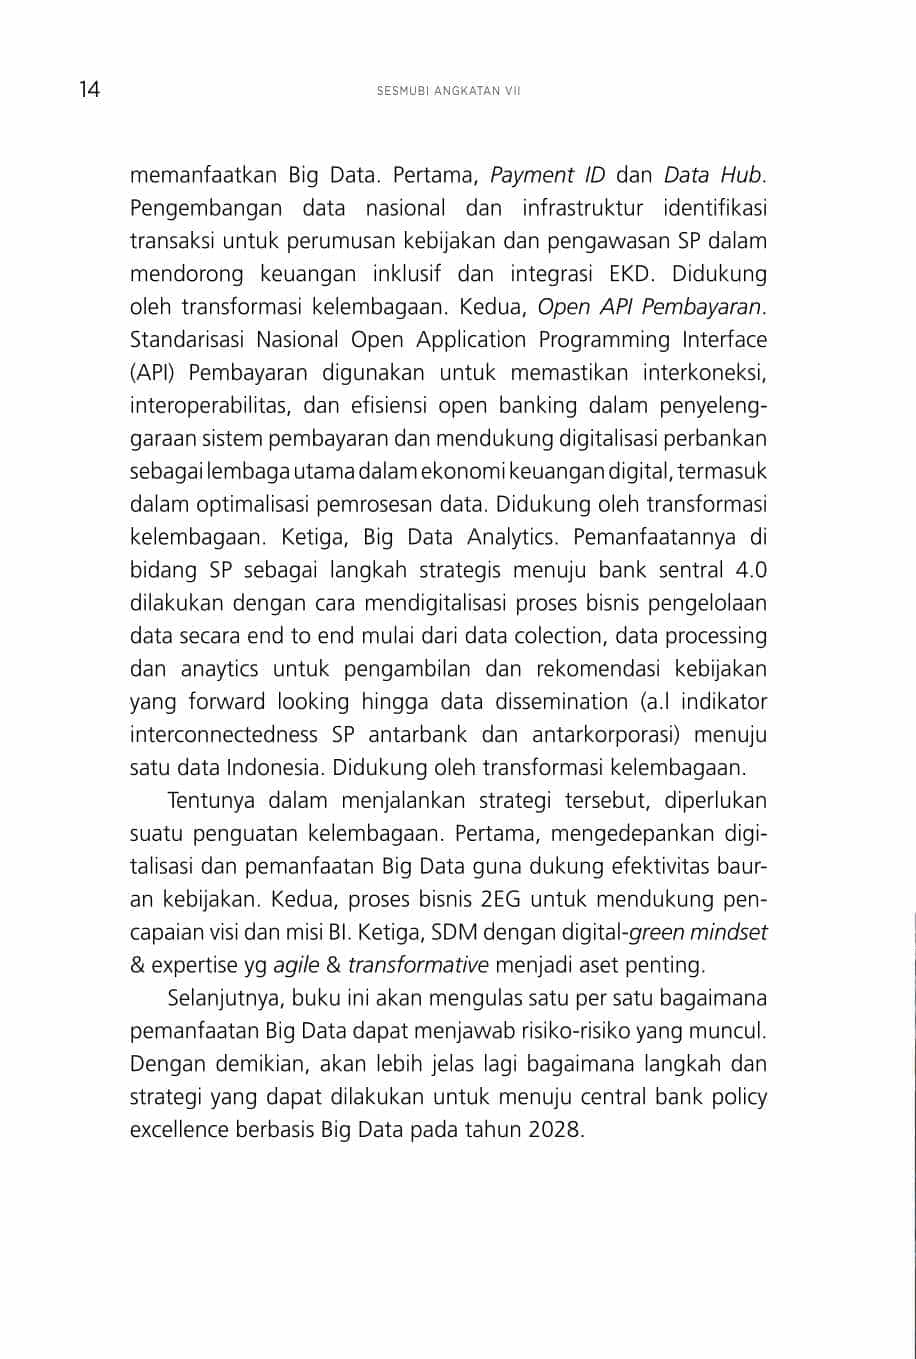 14
SESMUBI ANGKATAN VII
memanfaatkan Big Data. Pertama, Payment ID dan Data Hub.
Pengembangan data nasional dan infrastruktur identifikasi
transaksi untuk perumusan kebijakan dan pengawasan SP dalam
mendorong keuangan inklusif dan integrasi EKD. Didukung
oleh transformasi kelembagaan. Kedua, Open API Pembayaran.
Standarisasi Nasional Open Application Programming Interface
(API) Pembayaran digunakan untuk memastikan interkoneksi,
interoperabilitas, dan efisiensi open banking dalam penyeleng-
garaan sistem pembayaran dan mendukung digitalisasi perbankan
sebagai lembaga utama dalam ekonomi keuangan digital, termasuk
dalam optimalisasi pemrosesan data. Didukung oleh transformasi
kelembagaan. Ketiga, Big Data Analytics. Pemanfaatannya di
bidang SP sebagai langkah strategis menuju bank sentral 4.0
dilakukan dengan cara mendigitalisasi proses bisnis pengelolaan
data secara end to end mulai dari data colection, data processing
dan anaytics untuk pengambilan dan rekomendasi kebijakan
yang forward looking hingga data dissemination (a.l indikator
interconnectedness SP antarbank dan antarkorporasi) menuju
satu data Indonesia. Didukung oleh transformasi kelembagaan.
Tentunya dalam menjalankan strategi tersebut, diperlukan
suatu penguatan kelembagaan. Pertama, mengedepankan digi-
talisasi dan pemanfaatan Big Data guna dukung efektivitas baur-
an kebijakan. Kedua, proses bisnis 2EG untuk mendukung pen-
capaian visi dan misi BI. Ketiga, SDM dengan digital-green mindset
& expertise yg agile & transformative menjadi aset penting.
Selanjutnya, buku ini akan mengulas satu per satu bagaimana
pemanfaatan Big Data dapat menjawab risiko-risiko yang muncul.
Dengan demikian, akan lebih jelas lagi bagaimana langkah dan
strategi yang dapat dilakukan untuk menuju central bank policy
excellence berbasis Big Data pada tahun 2028.